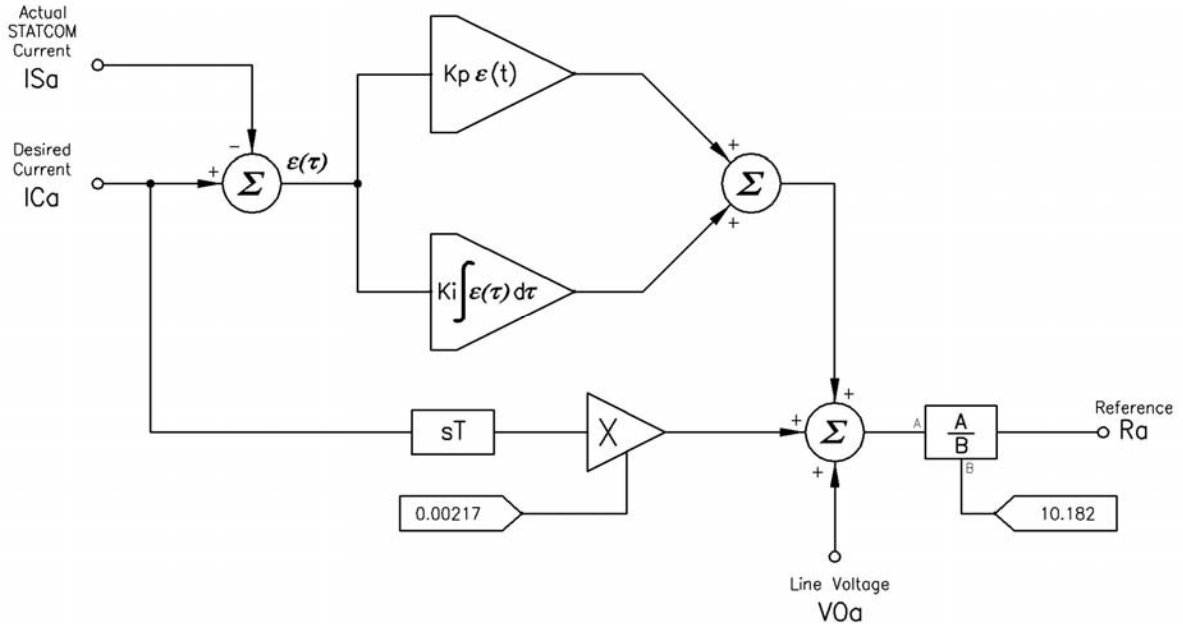 Actual
STATCOM
Current
ISa
Desired
Current
ICa
−
+
Σ
ε(τ)
Kp ε(t)
Ki∫ε(τ) dτ
+
+
Σ
sT
X
0.00217
+
+
+
Σ
Line Voltage
VOa
A
A
B
B
10.182
Reference
Ra